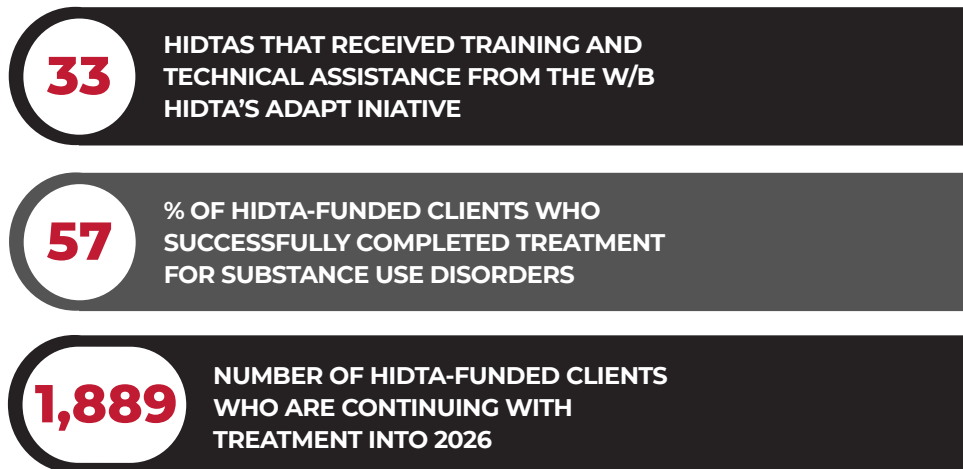 33
HIDTAS THAT RECEIVED TRAINING AND
TECHNICAL ASSISTANCE FROM THE W/B
HIDTA'S ADAPT INIATIVE
57
% OF HIDTA-FUNDED CLIENTS WHO
SUCCESSFULLY COMPLETED TREATMENT
FOR SUBSTANCE USE DISORDERS
1,889
NUMBER OF HIDTA-FUNDED CLIENTS
WHO ARE CONTINUING WITH
TREATMENT INTO 2026